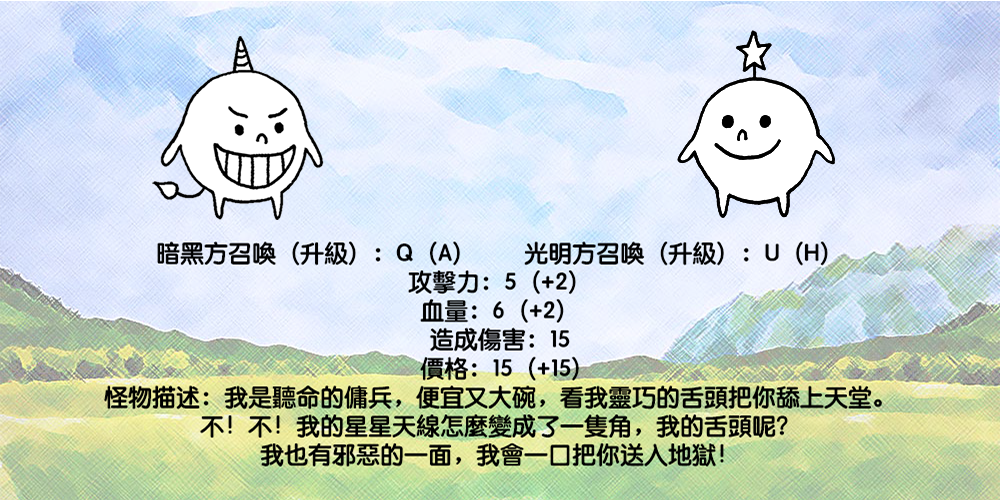 暗黑方召喚（升級）：Q（A）　　光明方召喚（升級）：U（H）
攻擊力：5（+2）
血量：6（+2）
造成傷害：15
價格：15（+15）
怪物描述：我是聽命的傭兵，便宜又大碗，看我靈巧的舌頭把你舔上天堂。
不！不！我的星星天線怎麼變成了一隻角，我的舌頭呢?
我也有邪惡的一面，我會一口把你送入地獄！